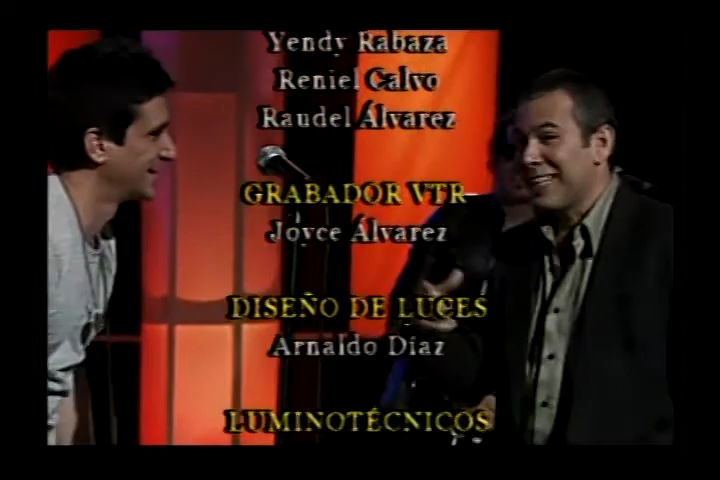 Yendy Rabaza
Reniel Calvo
Raudel Álvarez
GRABADOR VTR
Joyce Álvarez
DISEÑO DE LUCES
Arnaldo Díaz
LUMINOTÉCNICOS